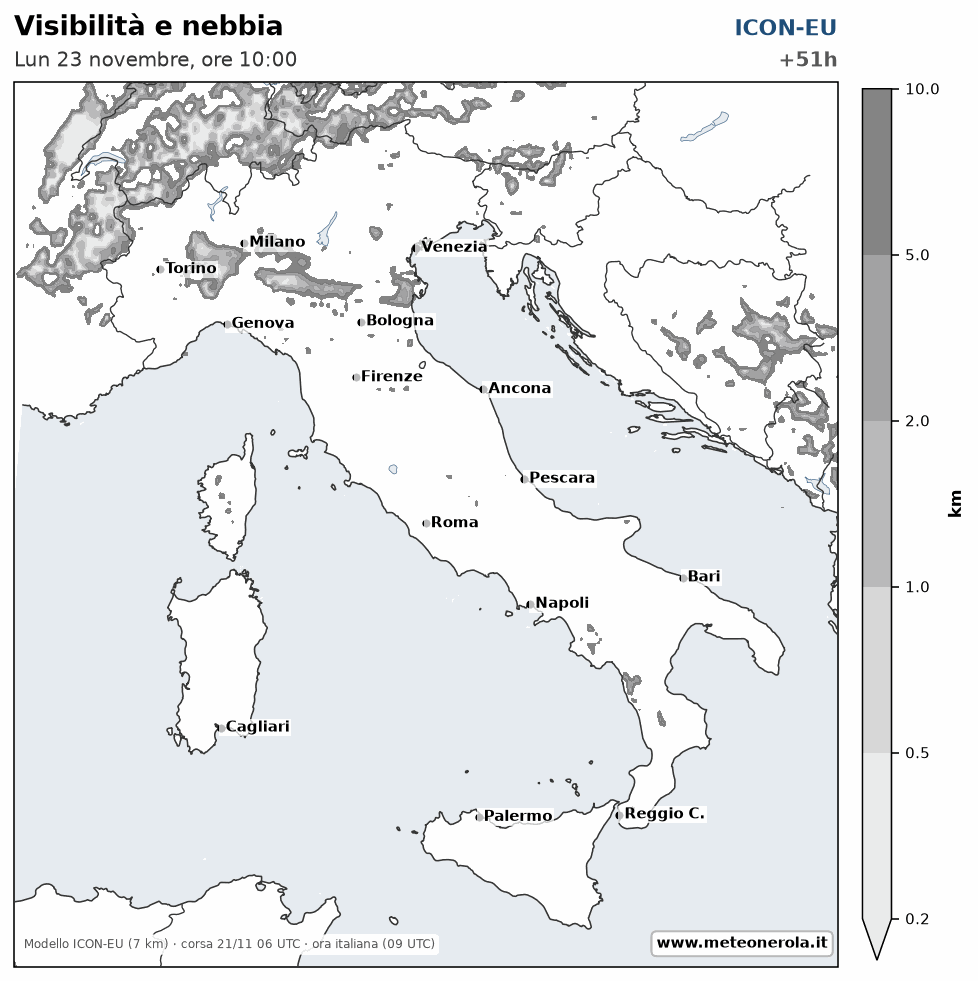 Visibilità e nebbia
ICON-EU
Lun 23 novembre, ore 10:00
+51h
10.0
5.0
2.0
1.0
0.5
0.2
km
Milano
Venezia
Torino
Genova
Bologna
Firenze
Ancona
Pescara
Roma
Bari
Napoli
Cagliari
Palermo
Reggio C.
Modello ICON-EU (7 km) · corsa 21/11 06 UTC · ora italiana (09 UTC)
www.meteonerola.it